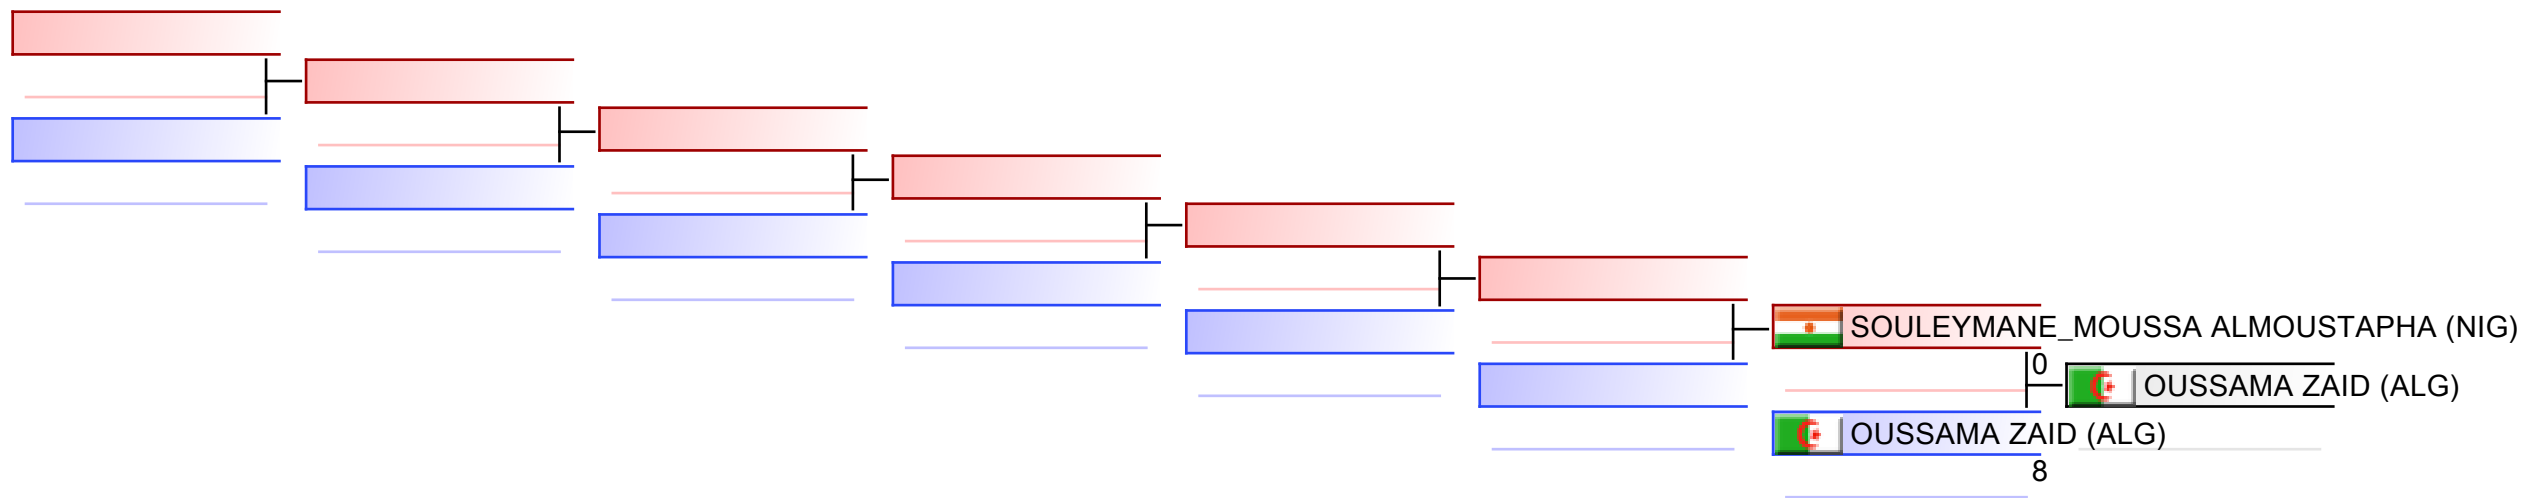 SOULEYMANE_MOUSSA ALMOUSTAPHA (NIG)
0
OUSSAMA ZAID (ALG)
OUSSAMA ZAID (ALG)
8